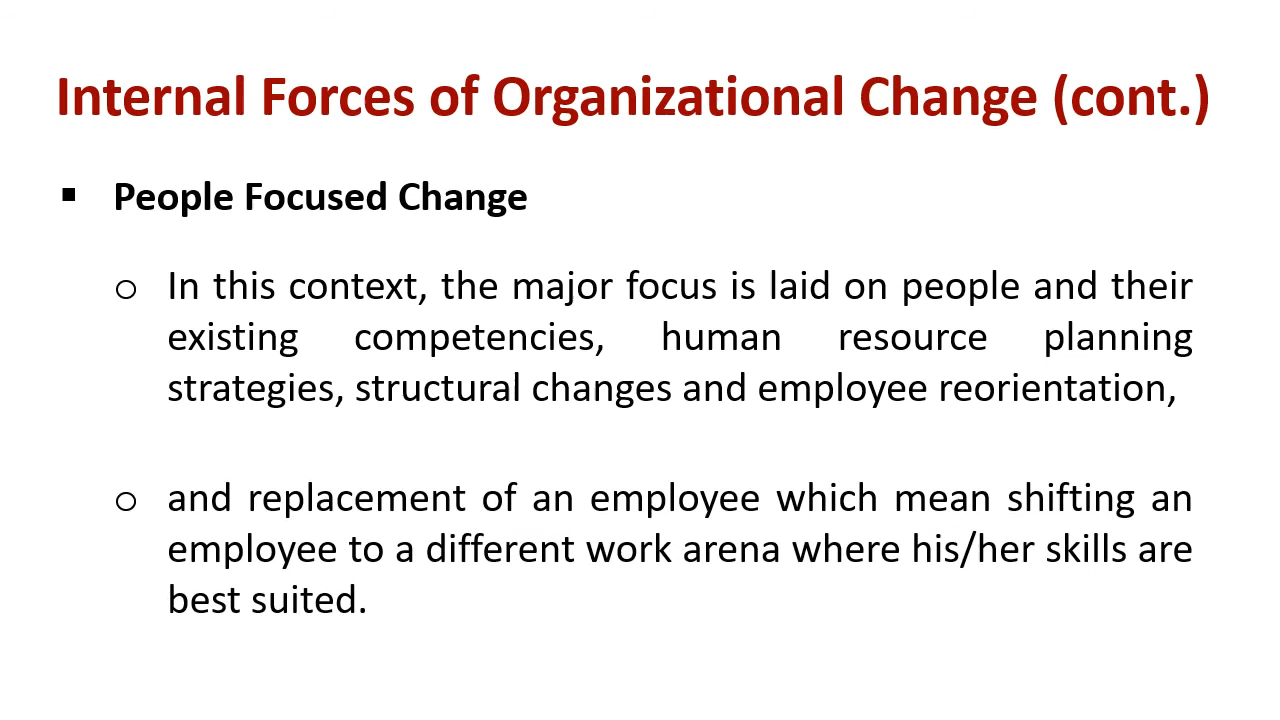 Internal Forces of Organizational Change (cont.)
▪ People Focused Change
o In this context, the major focus is laid on people and their
existing competencies, human resource planning
strategies, structural changes and employee reorientation,
o and replacement of an employee which mean shifting an
employee to a different work arena where his/her skills are
best suited.